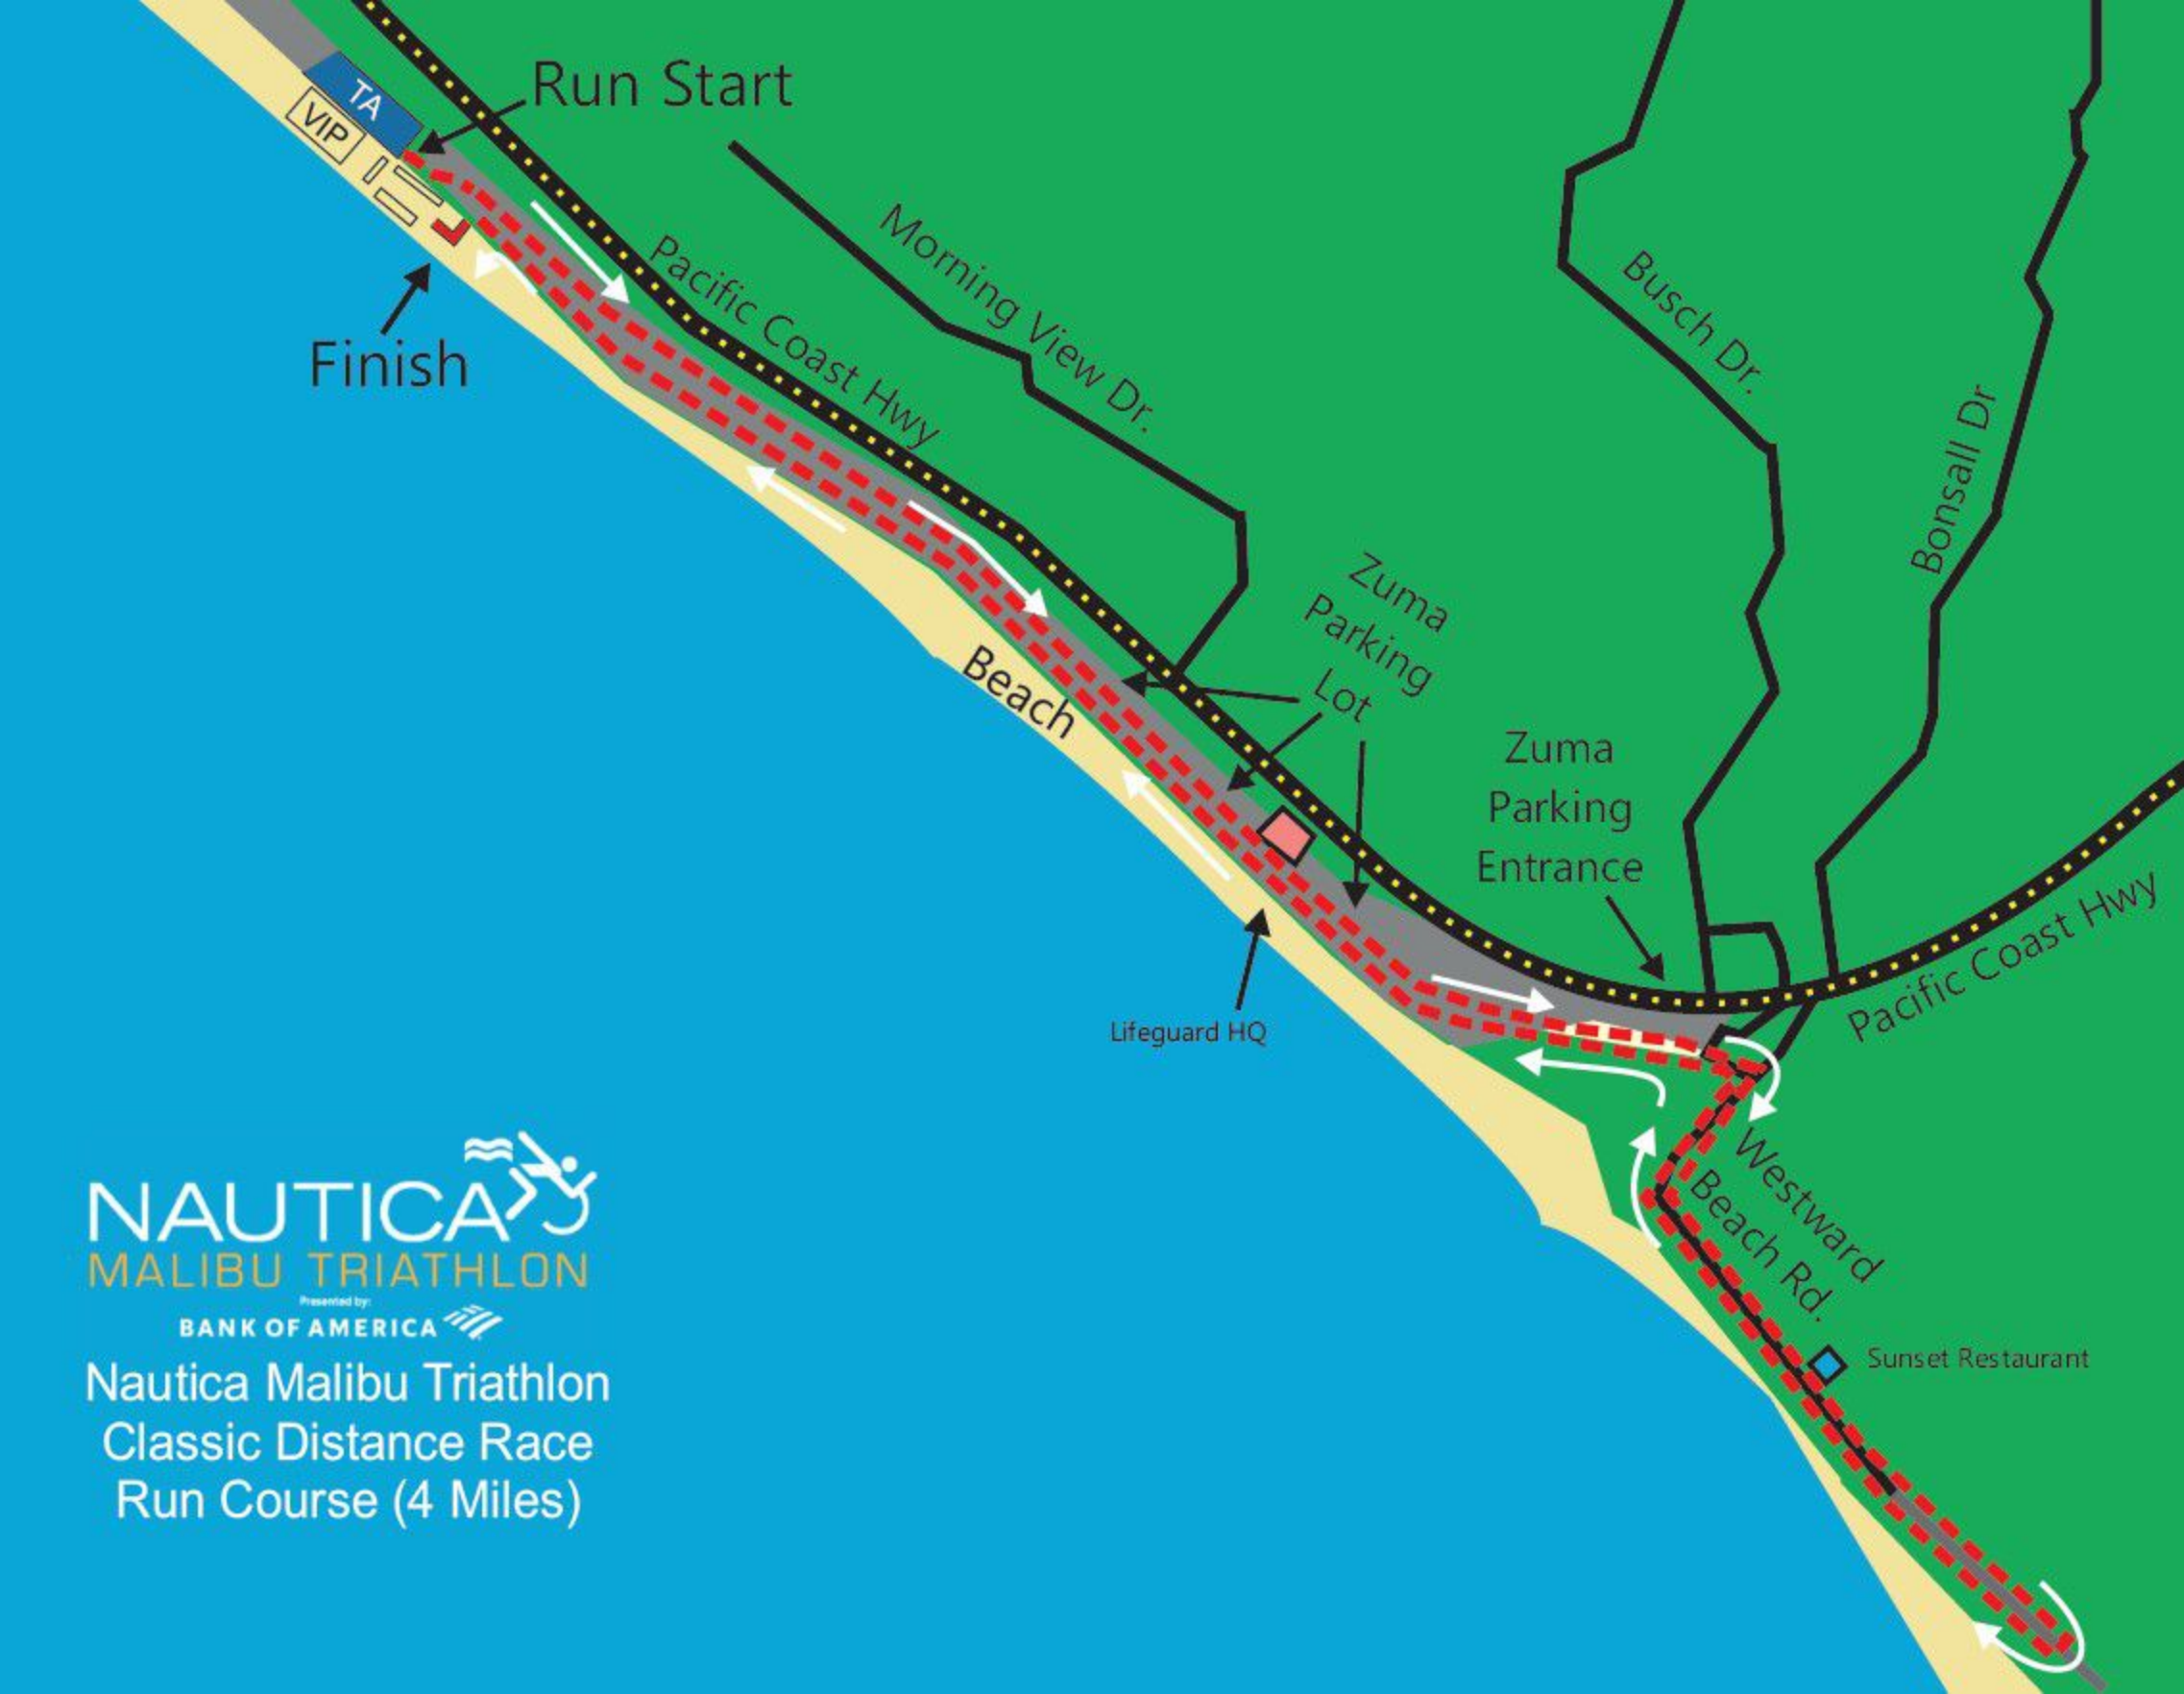 TA
VIP
Run Start
Finish
Pacific Coast Hwy
Morning View Dr.
Busch Dr.
Bonsall Dr
Zuma
Parking
Lot
Beach
Zuma
Parking
Entrance
Pacific Coast Hwy
Lifeguard HQ
Westward
Beach Rd.
Sunset Restaurant
NAUTICA
MALIBU TRIATHLON
Presented by:
BANK OF AMERICA
Nautica Malibu Triathlon
Classic Distance Race
Run Course (4 Miles)